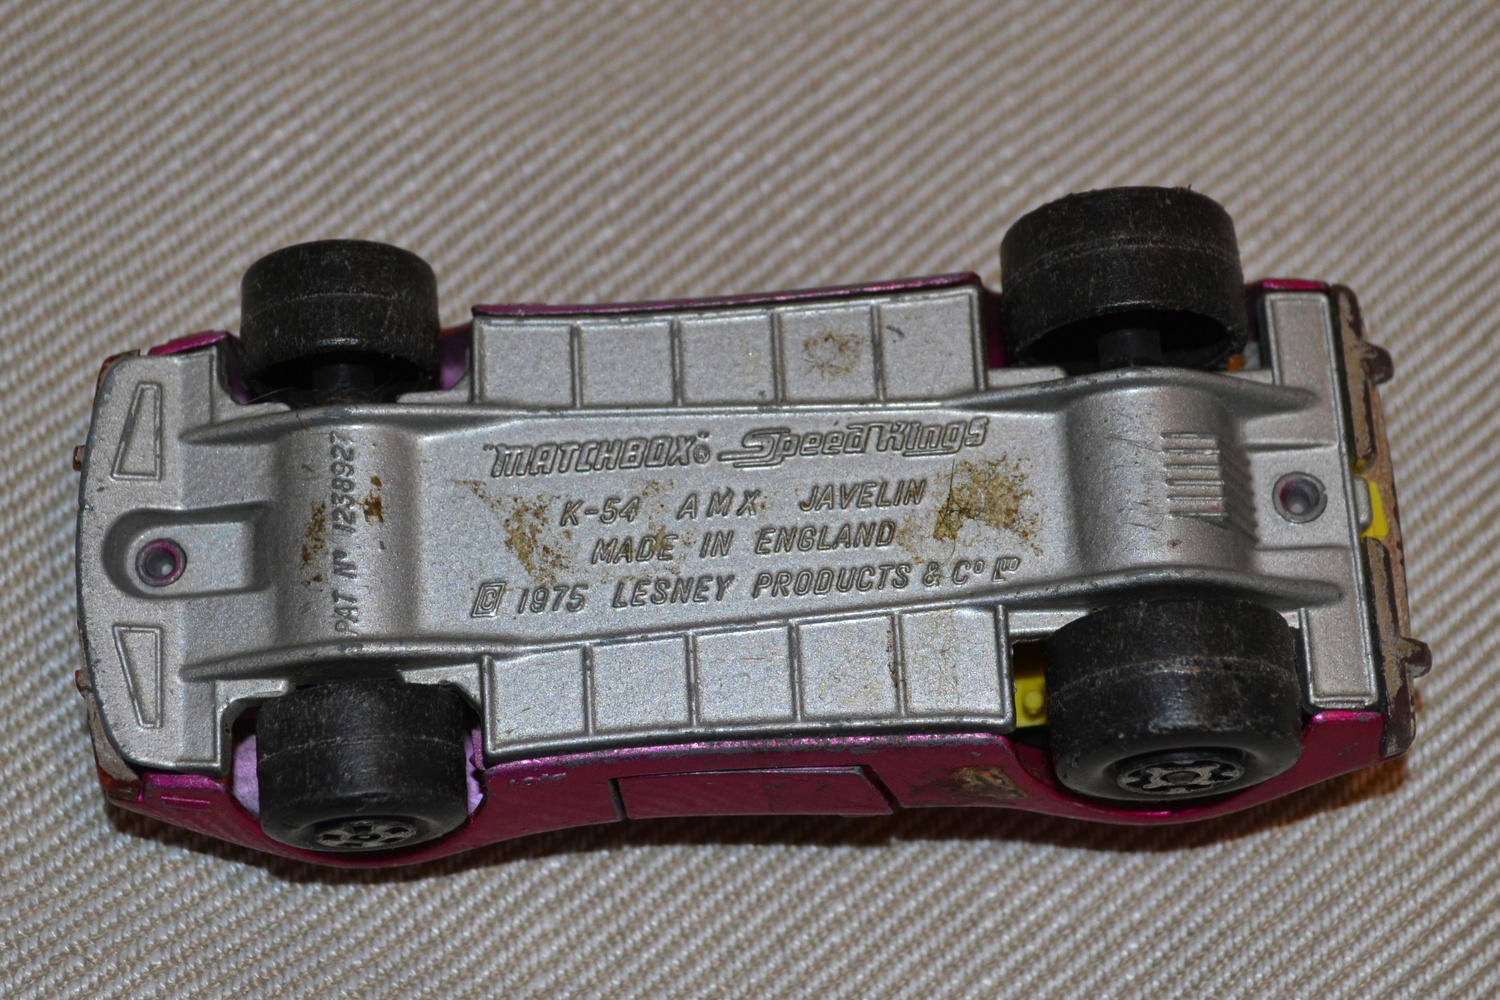 "MATCHBOX" ® SpeedKings
K-54 AMX JAVELIN
MADE IN ENGLAND
© 1975 LESNEY PRODUCTS & Cº Lᵀᴰ
PAT Nº 1238927